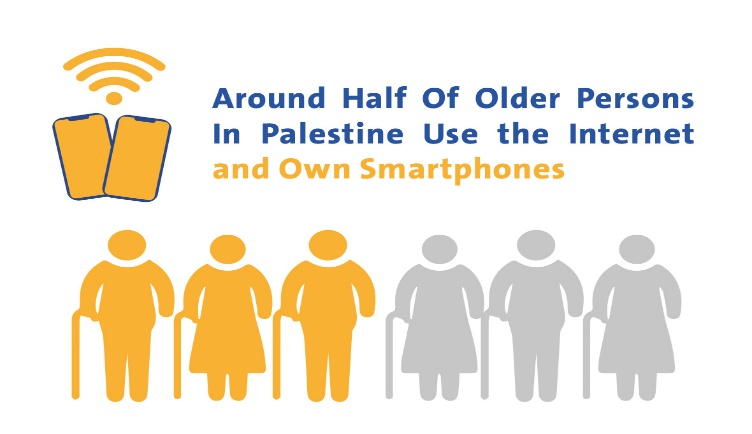 Around Half Of Older Persons
In Palestine Use the Internet
and Own Smartphones